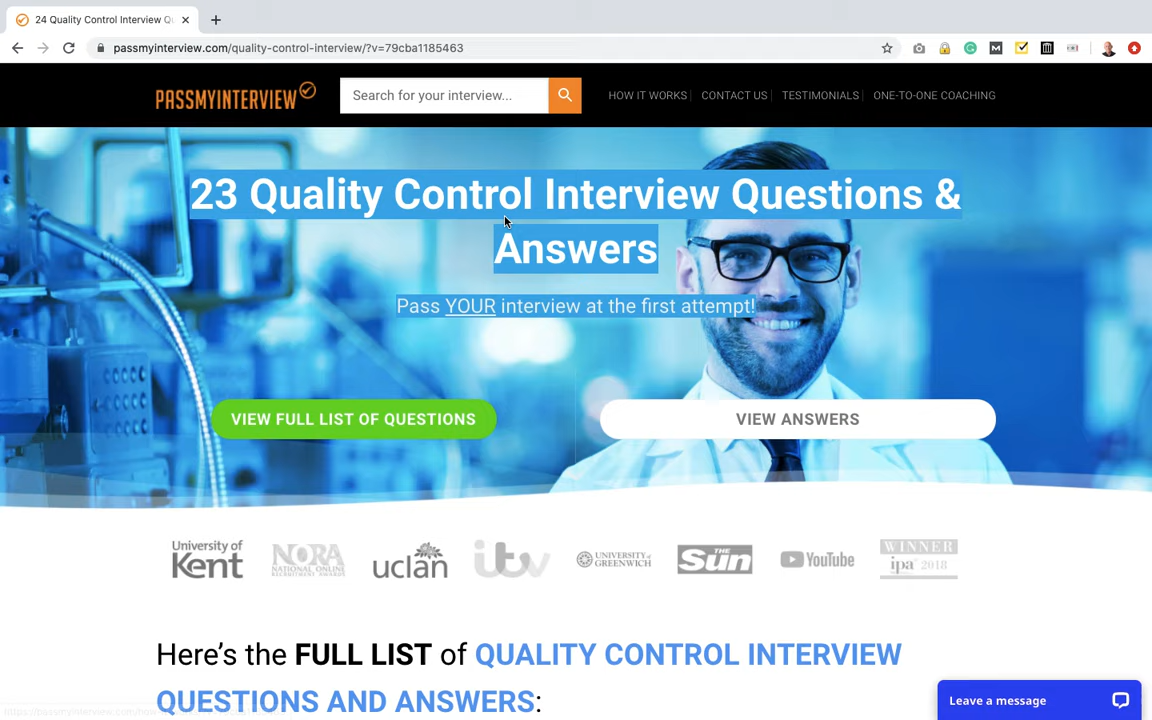 24 Quality Control Interview Q
passmyinterview.com/quality-control-interview/?v=79cba1185463
PASSMYINTERVIEW
Search for your interview...
HOW IT WORKS
CONTACT US
TESTIMONIALS
ONE-TO-ONE COACHING
23 Quality Control Interview Questions &
Answers
Pass YOUR interview at the first attempt!
VIEW FULL LIST OF QUESTIONS
VIEW ANSWERS
University of
Kent
NORA
NATIONAL ONLINE
RECRUITMENT AWARDS
uclan
itv
UNIVERSITY of
GREENWICH
THE
Sun
YouTube
WINNER
ipa 2018
Here's the FULL LIST of QUALITY CONTROL INTERVIEW
QUESTIONS AND ANSWERS:
Leave a message